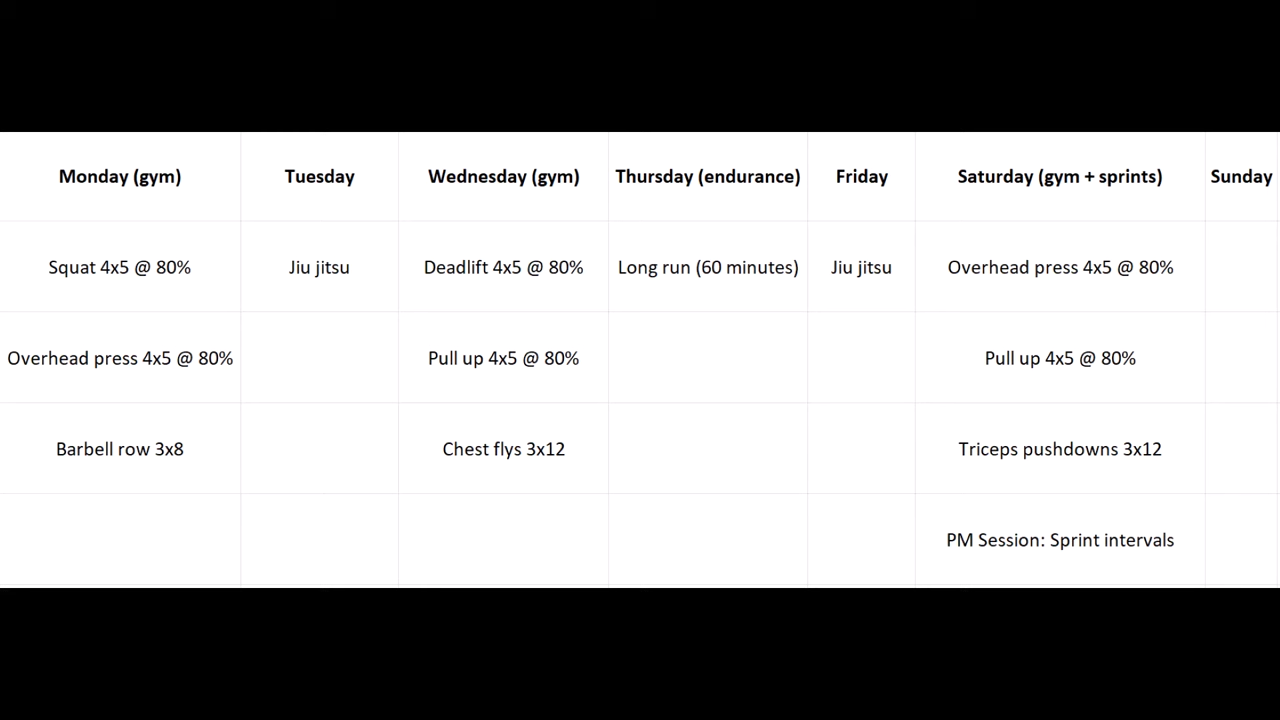 Monday (gym) Tuesday Wednesday (gym) Thursday (endurance) Friday Saturday (gym + sprints) Sunday
Squat 4x5 @ 80% Jiu jitsu Deadlift 4x5 @ 80% Long run (60 minutes) Jiu jitsu Overhead press 4x5 @ 80%
Overhead press 4x5 @ 80% Pull up 4x5 @ 80% Pull up 4x5 @ 80%
Barbell row 3x8 Chest flys 3x12 Triceps pushdowns 3x12
PM Session: Sprint intervals